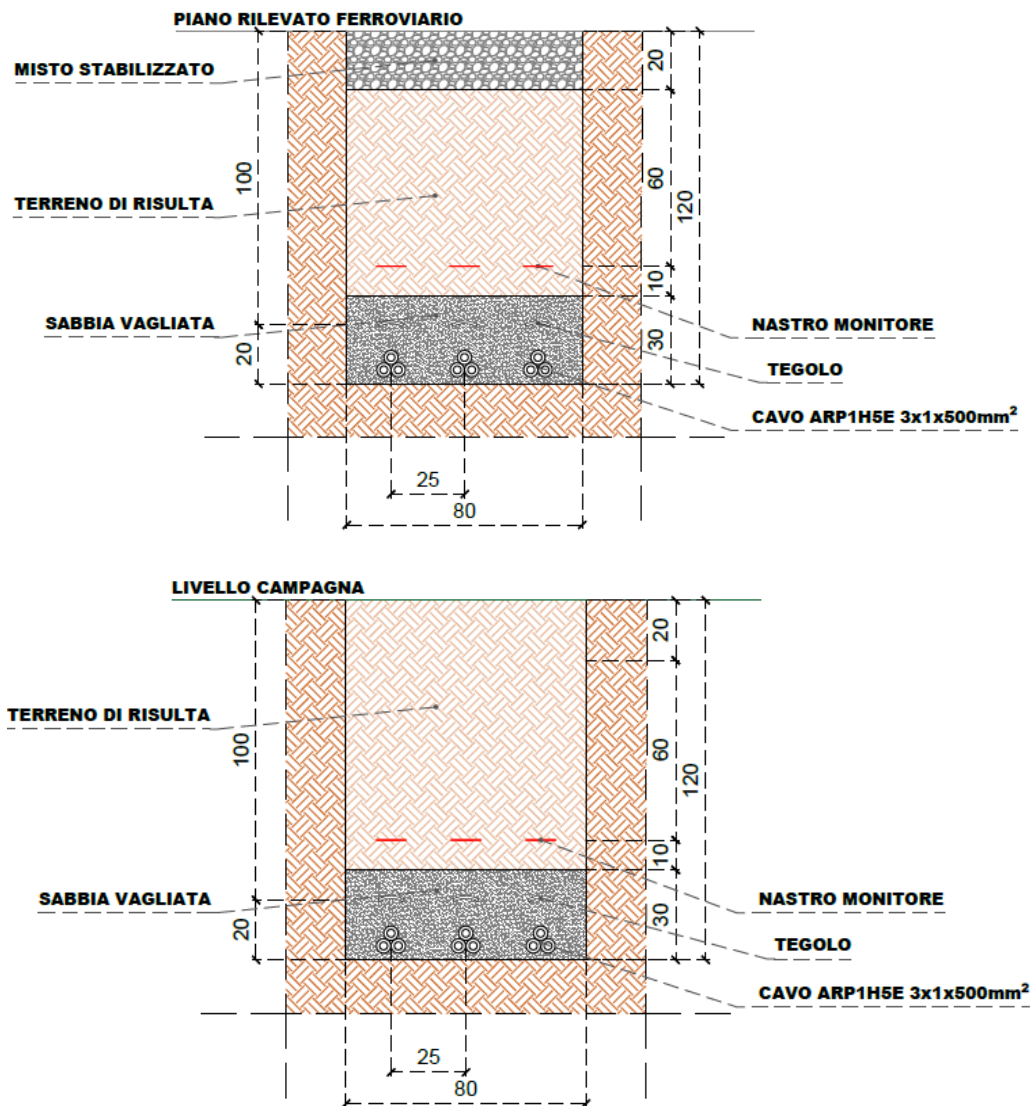 PIANO RILEVATO FERROVIARIO
MISTO STABILIZZATO
20
100
60
120
TERRENO DI RISULTA
10
SABBIA VAGLIATA
NASTRO MONITORE
20
30
TEGOLO
CAVO ARP1H5E 3x1x500mm²
25
80
LIVELLO CAMPAGNA
20
TERRENO DI RISULTA
100
60
120
10
SABBIA VAGLIATA
NASTRO MONITORE
20
30
TEGOLO
CAVO ARP1H5E 3x1x500mm²
25
80